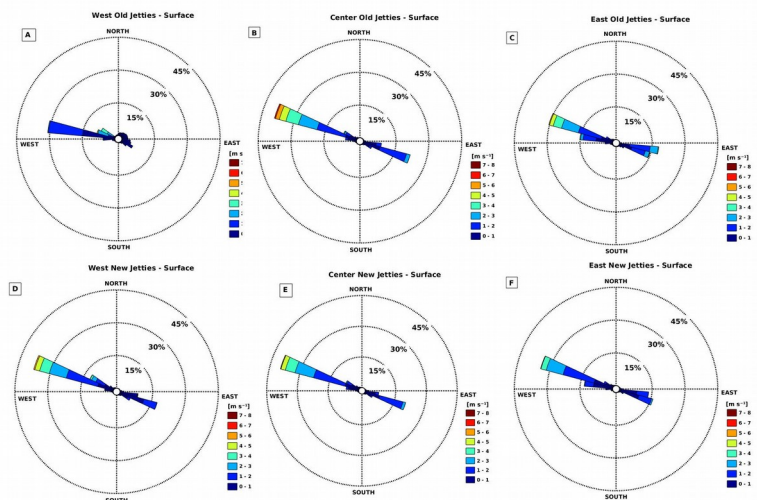 West Old Jetties - Surface
A
NORTH
45%
30%
15%
WEST
EAST
[m s
SOUTH
Center Old Jetties - Surface
B
NORTH
45%
30%
15%
WEST
EAST
[m s⁻¹]
7 - 8
6 - 7
5 - 6
4 - 5
3 - 4
2 - 3
1 - 2
0 - 1
SOUTH
East Old Jetties - Surface
C
NORTH
45%
30%
15%
WEST
EAST
[m s⁻¹]
7 - 8
6 - 7
5 - 6
4 - 5
3 - 4
2 - 3
1 - 2
0 - 1
SOUTH
West New Jetties - Surface
D
NORTH
45%
30%
15%
WEST
EAST
[m s⁻¹]
7 - 8
6 - 7
5 - 6
4 - 5
3 - 4
2 - 3
1 - 2
0 - 1
SOUTH
Center New Jetties - Surface
E
NORTH
45%
30%
15%
WEST
EAST
[m s⁻¹]
7 - 8
6 - 7
5 - 6
4 - 5
3 - 4
2 - 3
1 - 2
0 - 1
SOUTH
East New Jetties - Surface
F
NORTH
45%
30%
15%
WEST
EAST
[m s⁻¹]
7 - 8
6 - 7
5 - 6
4 - 5
3 - 4
2 - 3
1 - 2
0 - 1
SOUTH